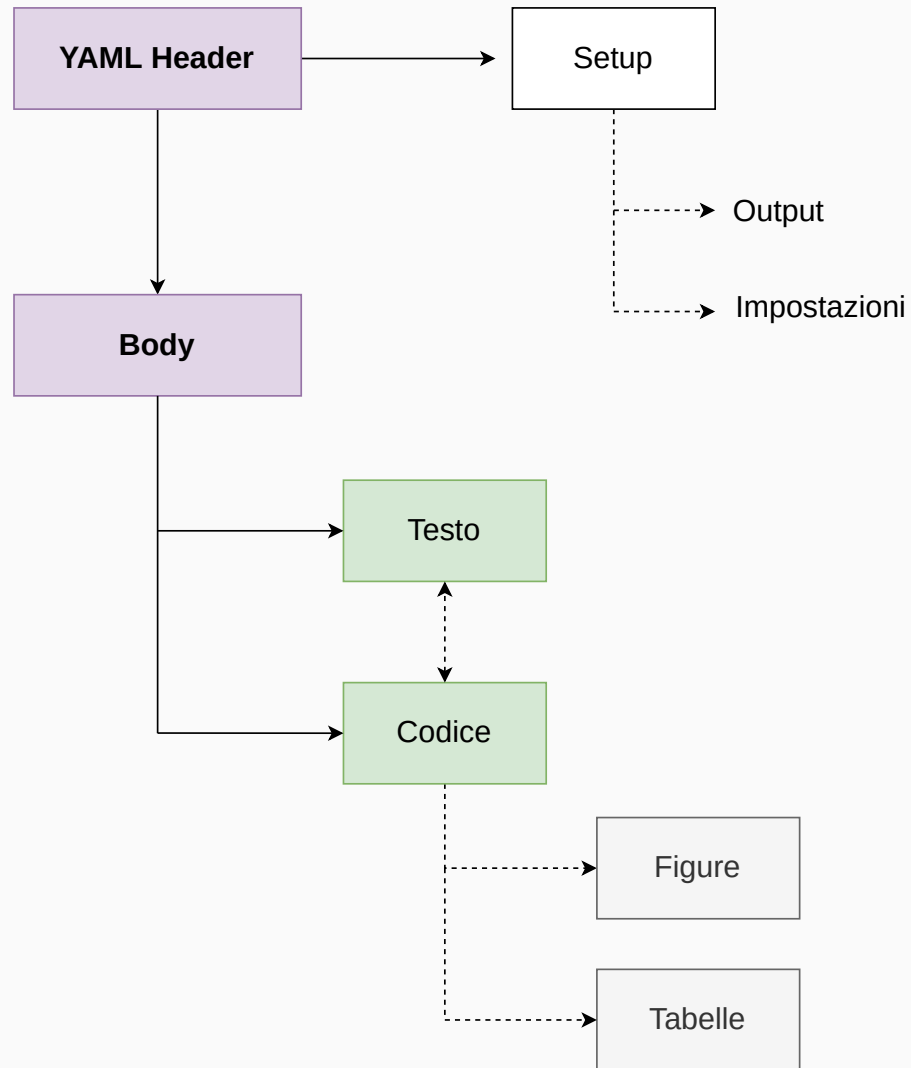 YAML Header
Setup
Output
Impostazioni
Body
Testo
Codice
Figure
Tabelle